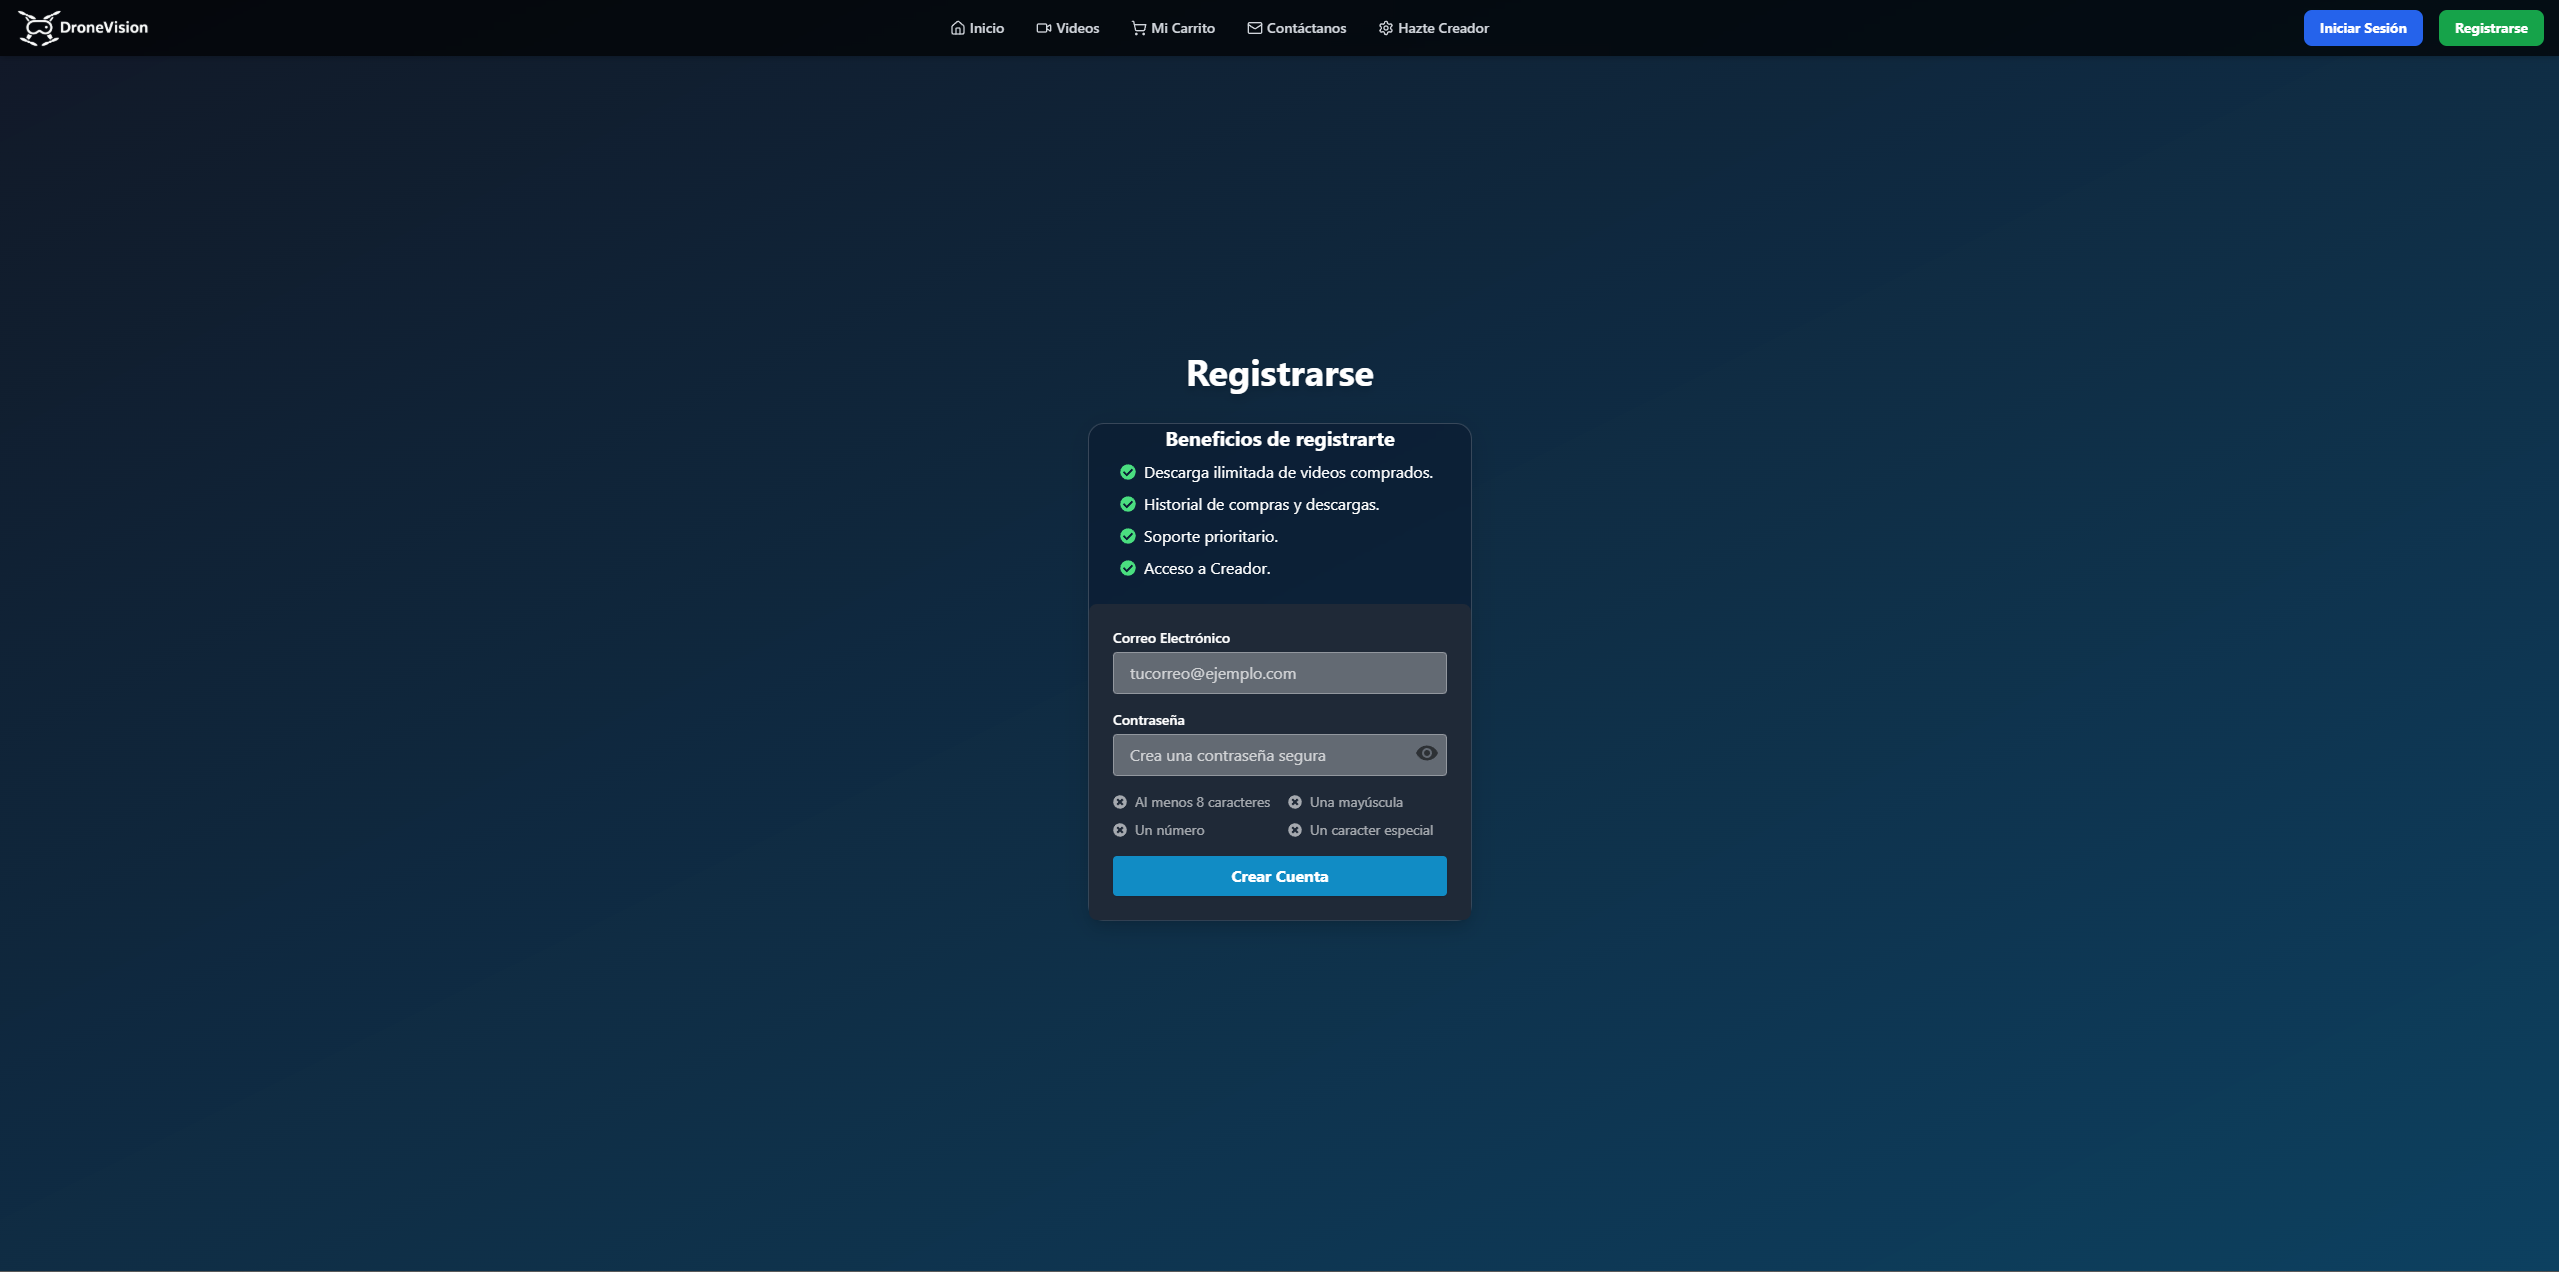 DroneVision
Inicio
Videos
Mi Carrito
Contáctanos
Hazte Creador
Iniciar Sesión
Registrarse
Registrarse
Beneficios de registrarte
Descarga ilimitada de videos comprados.
Historial de compras y descargas.
Soporte prioritario.
Acceso a Creador.
Correo Electrónico
tucorreo@ejemplo.com
Contraseña
Crea una contraseña segura
Al menos 8 caracteres
Una mayúscula
Un número
Un caracter especial
Crear Cuenta